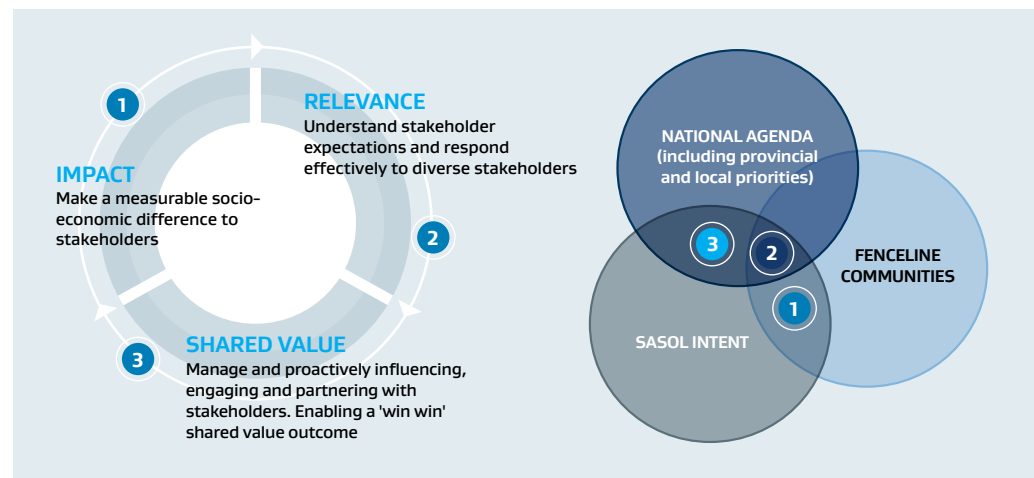 1
IMPACT
Make a measurable socio-
economic difference to
stakeholders
RELEVANCE
Understand stakeholder
expectations and respond
effectively to diverse stakeholders
2
3
SHARED VALUE
Manage and proactively influencing,
engaging and partnering with
stakeholders. Enabling a 'win win'
shared value outcome
NATIONAL AGENDA
(including provincial
and local priorities)
3
2
FENCELINE
COMMUNITIES
1
SASOL INTENT